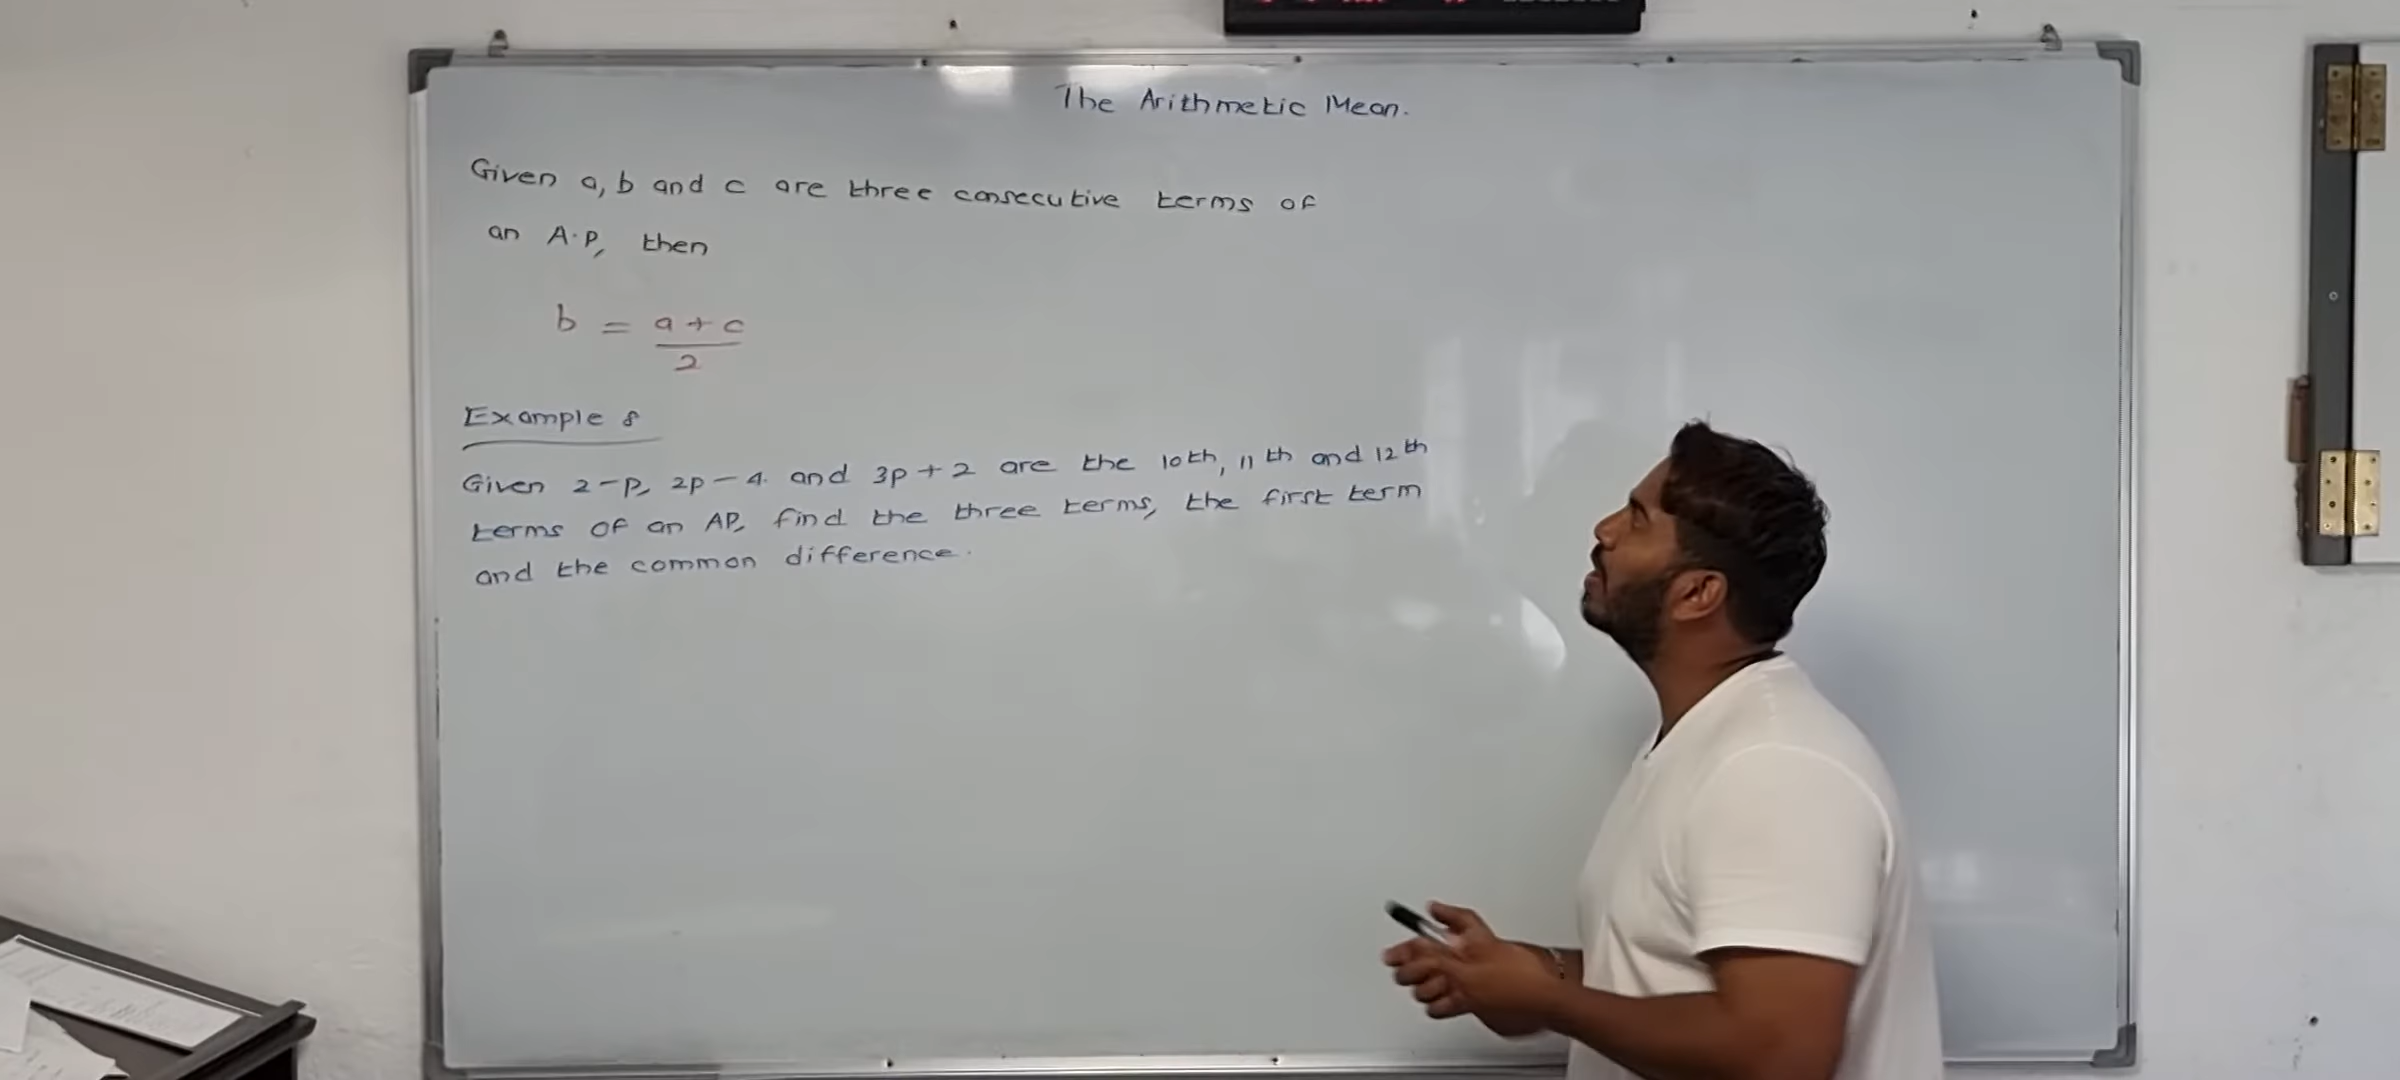 The Arithmetic Mean.
Given a, b and c are three consecutive terms of
an A.P, then
b = a + c / 2
Example 8
Given 2 - p, 2p - 4 and 3p + 2 are the 10th, 11th and 12th
terms of an AP, find the three terms, the first term
and the common difference.